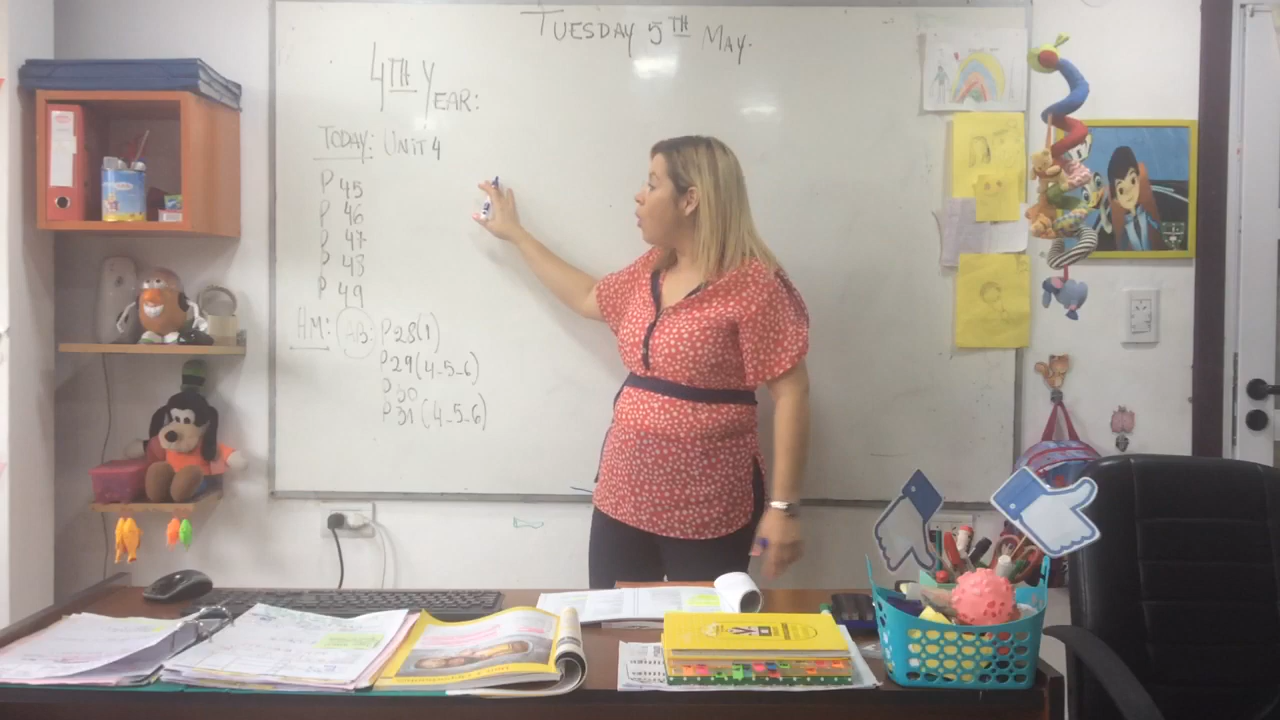 TUESDAY 5TH MAY.
4TH YEAR:
TODAY: UNIT 4
P 45
P 46
P 47
P 48
P 49
HM: AB: P28(1)
P29(4-5-6)
P30
P31(4-5-6)